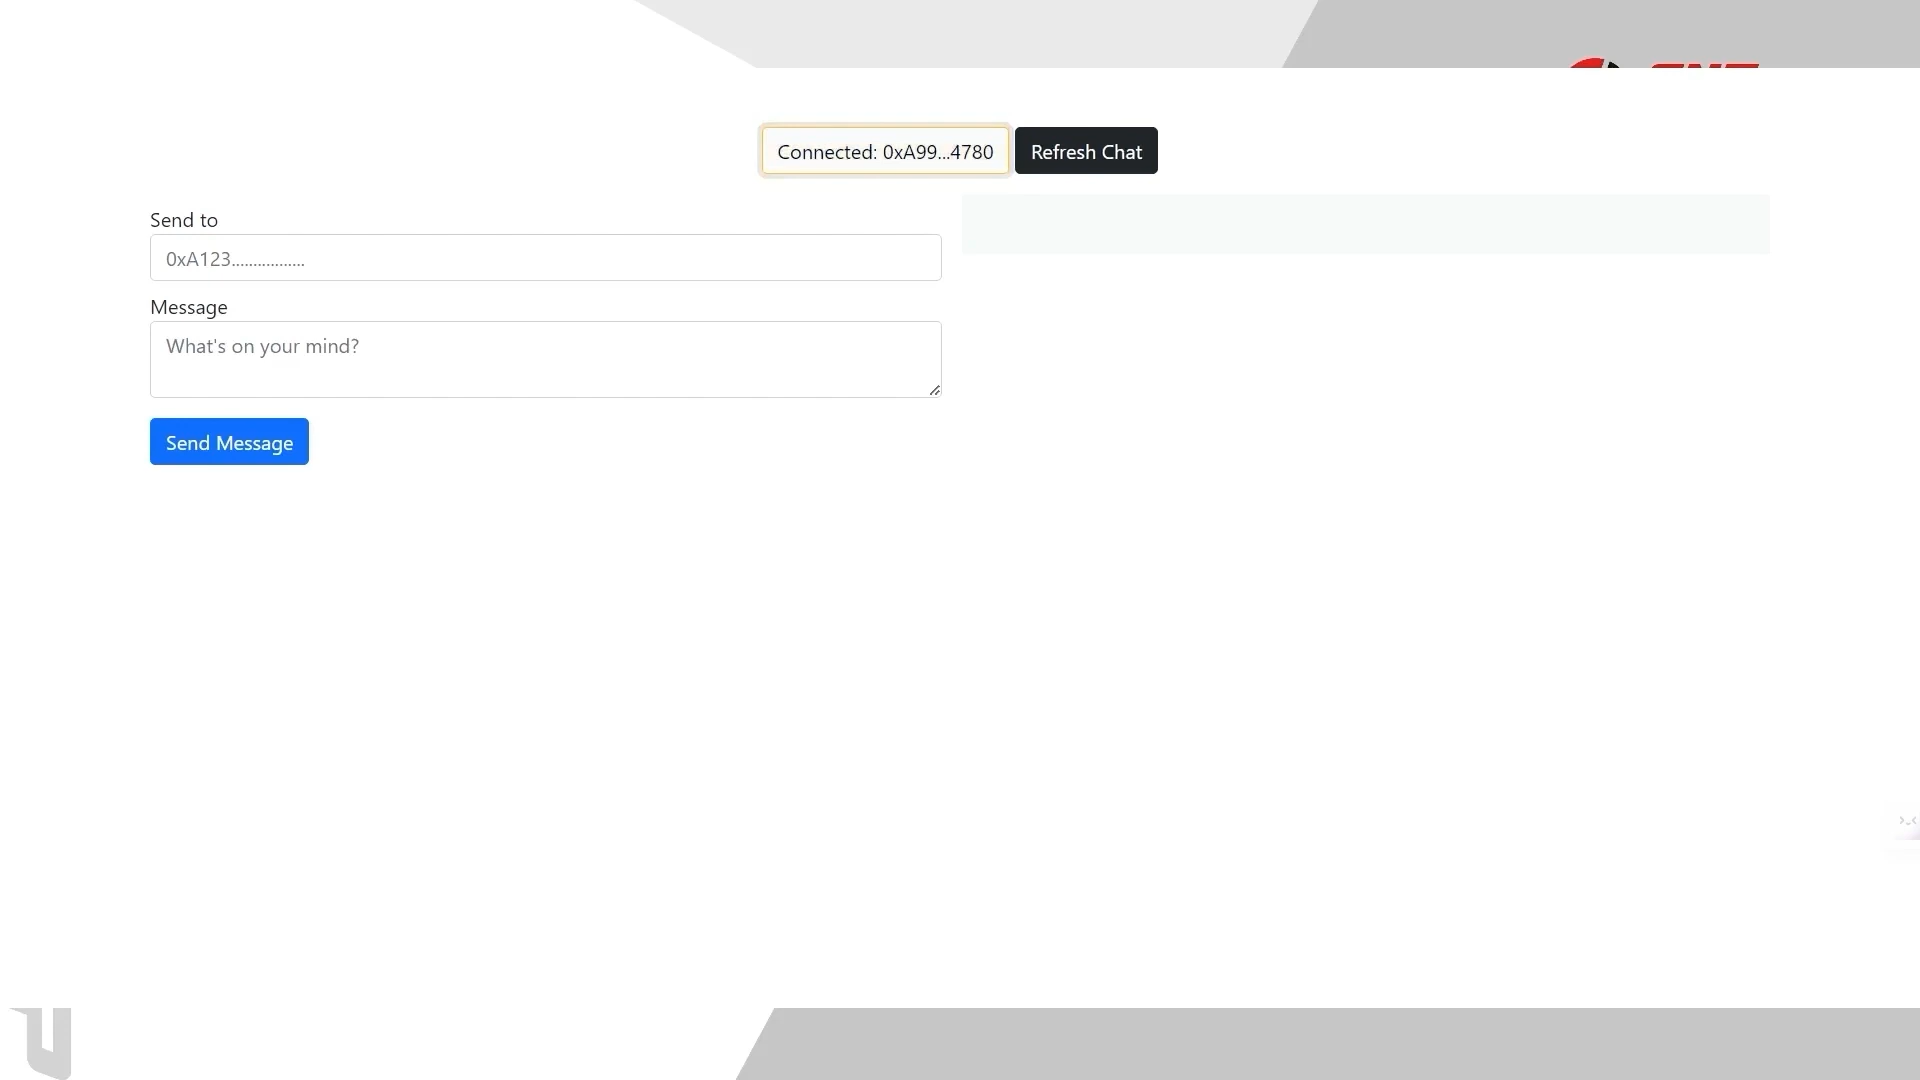 Connected: 0xA99...4780
Refresh Chat
Send to
0xA123.................
Message
What's on your mind?
Send Message